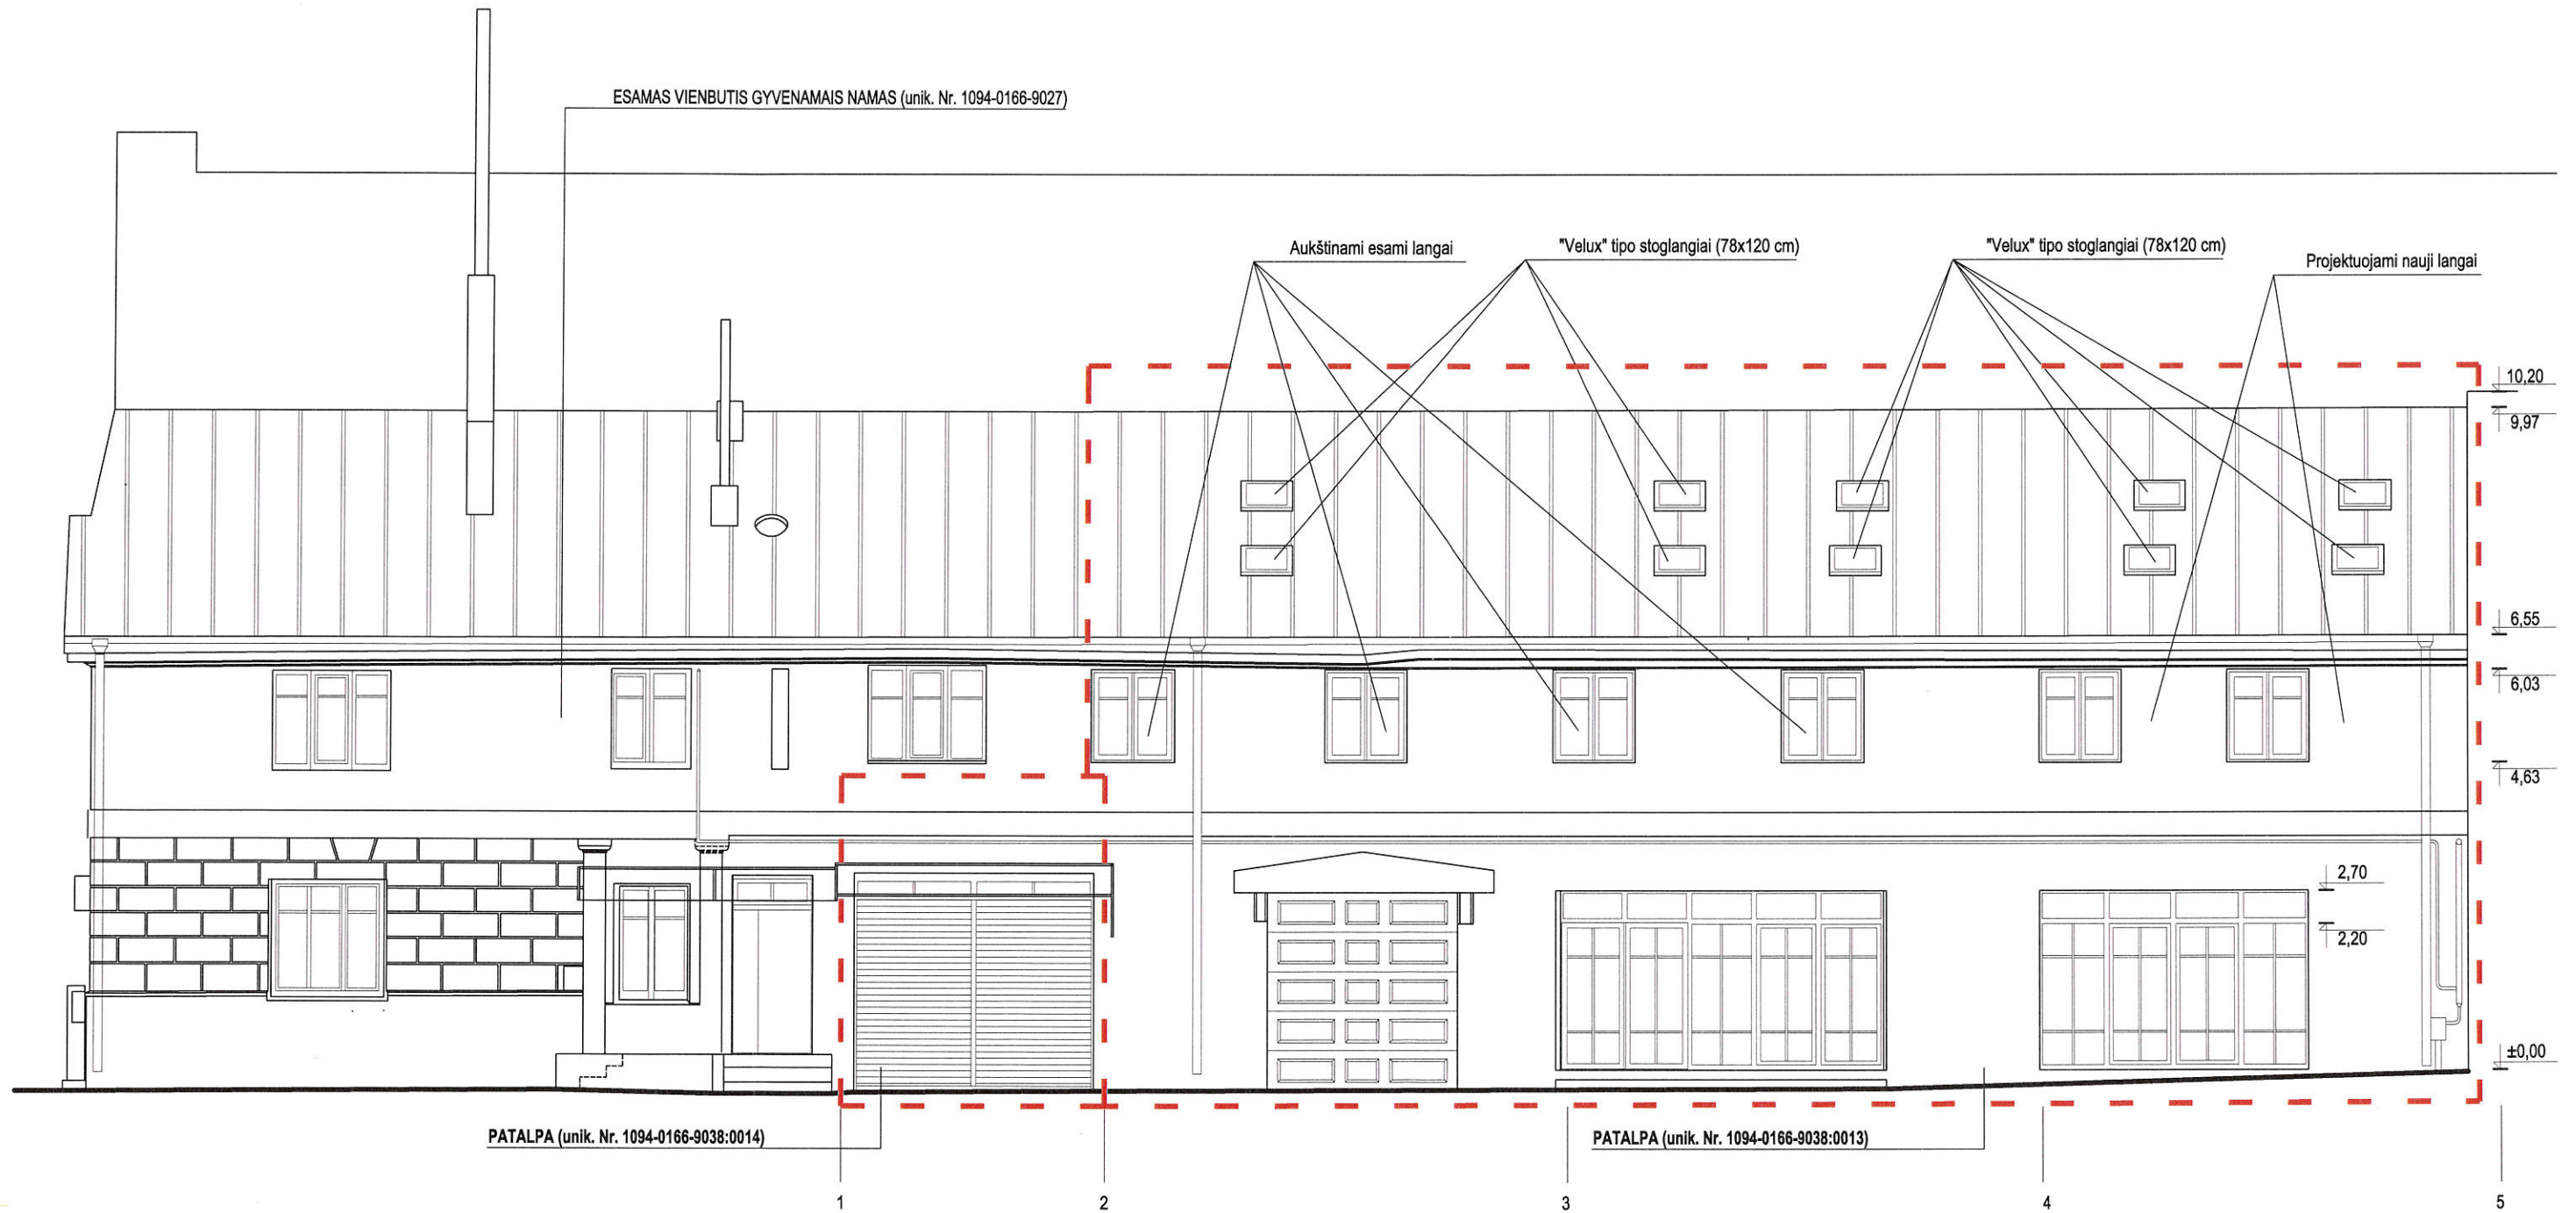 ESAMAS VIENBUTIS GYVENAMAIS NAMAS (unik. Nr. 1094-0166-9027)
Aukštinami esami langai
"Velux" tipo stoglangiai (78x120 cm)
"Velux" tipo stoglangiai (78x120 cm)
Projektuojami nauji langai
10,20
9,97
6,55
6,03
4,63
2,70
2,20
±0,00
PATALPA (unik. Nr. 1094-0166-9038:0014)
PATALPA (unik. Nr. 1094-0166-9038:0013)
1
2
3
4
5